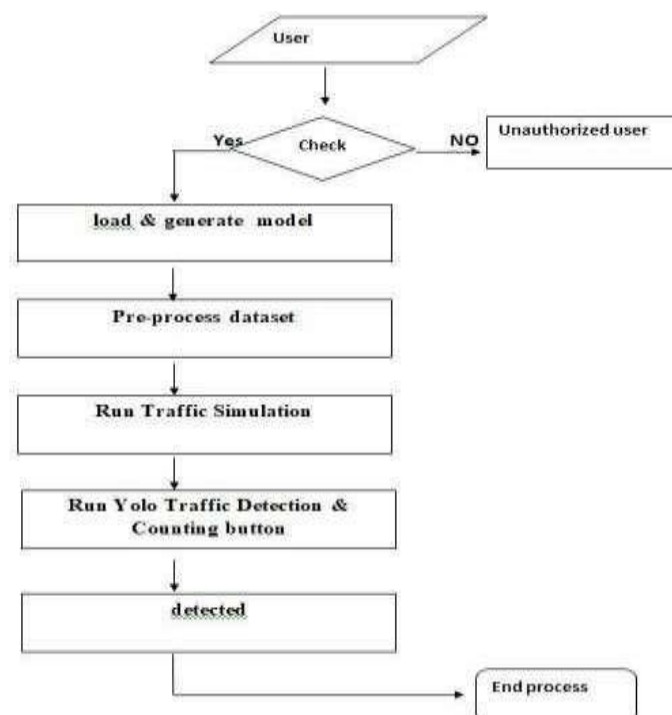 User
Check
Yes
NO
Unauthorized user
load & generate model
Pre-process dataset
Run Traffic Simulation
Run Yolo Traffic Detection &
Counting button
detected
End process